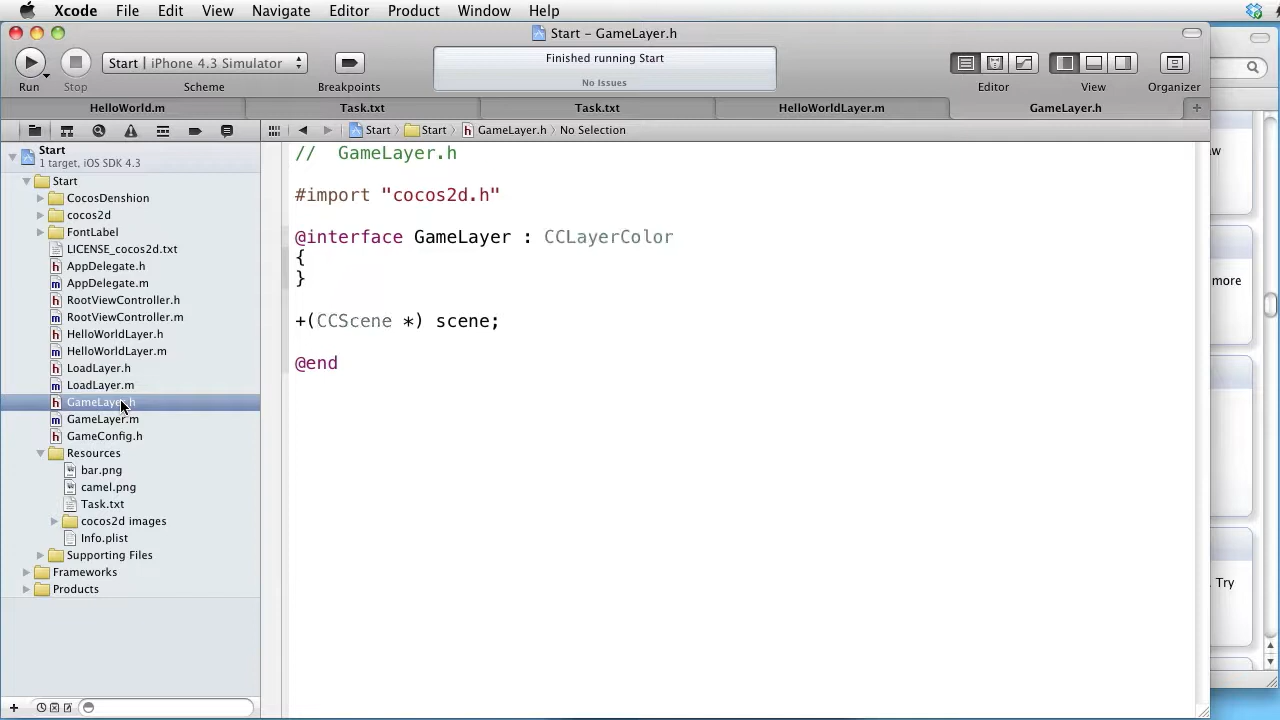 Xcode File Edit View Navigate Editor Product Window Help
Start - GameLayer.h
Start | iPhone 4.3 Simulator
Finished running Start
No Issues
Run Stop Scheme Breakpoints Editor View Organizer
HelloWorld.m Task.txt Task.txt HelloWorldLayer.m GameLayer.h +
Start Start GameLayer.h No Selection
Start
1 target, iOS SDK 4.3
Start
CocosDenshion
cocos2d
FontLabel
LICENSE_cocos2d.txt
AppDelegate.h
AppDelegate.m
RootViewController.h
RootViewController.m
HelloWorldLayer.h
HelloWorldLayer.m
LoadLayer.h
LoadLayer.m
GameLayer.h
GameLayer.m
GameConfig.h
Resources
bar.png
camel.png
Task.txt
cocos2d images
Info.plist
Supporting Files
Frameworks
Products
// GameLayer.h
#import "cocos2d.h"
@interface GameLayer : CCLayerColor
{
}
+(CCScene *) scene;
@end
more
. Try